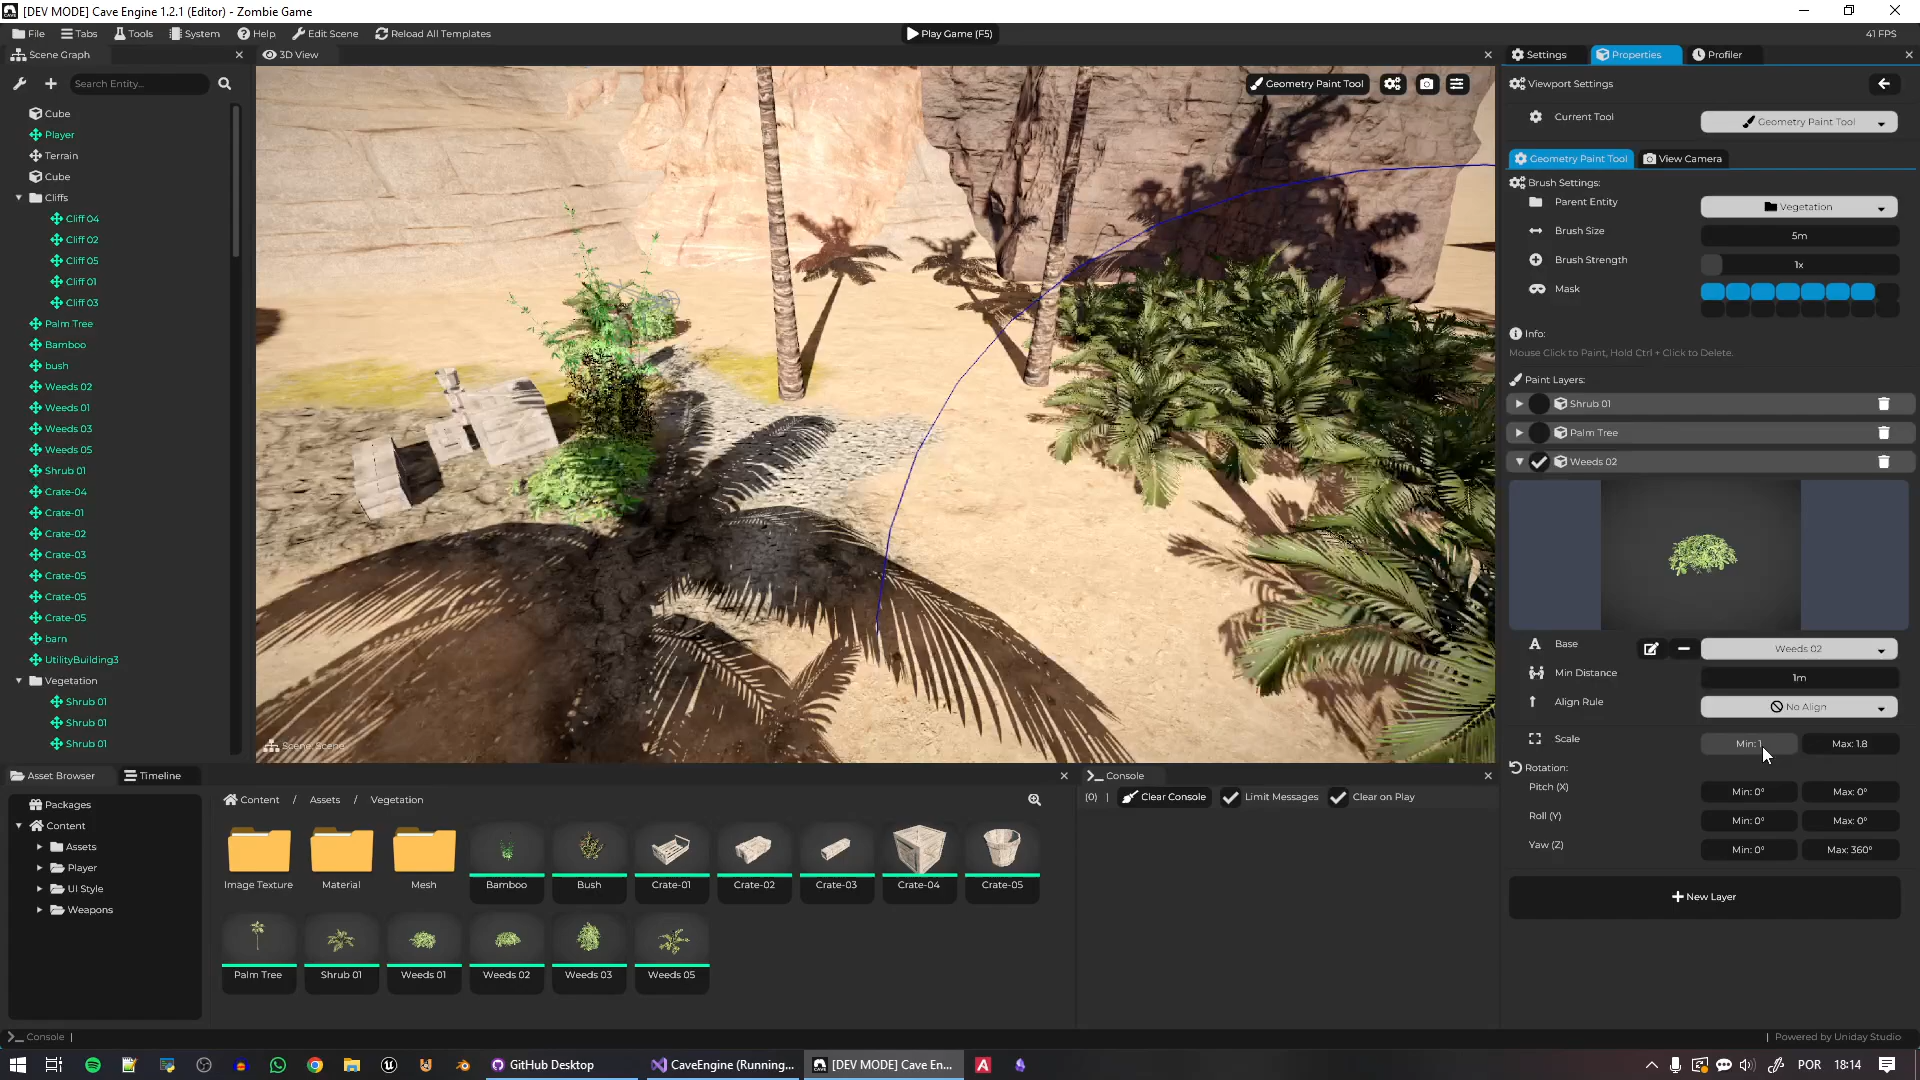 [DEV MODE] Cave Engine 1.2.1 (Editor) - Zombie Game
File Tabs Tools System Help Edit Scene Reload All Templates Play Game (F5) 41 FPS
Scene Graph
3D View
Settings Properties Profiler
Search Entity...
Geometry Paint Tool
Viewport Settings
Cube
Player
Terrain
Cube
Cliffs
Cliff 04
Cliff 02
Cliff 05
Cliff 01
Cliff 03
Palm Tree
Bamboo
bush
Weeds 02
Weeds 01
Weeds 03
Weeds 05
Shrub 01
Crate-04
Crate-01
Crate-02
Crate-03
Crate-05
Crate-05
Crate-05
barn
UtilityBuilding3
Vegetation
Shrub 01
Shrub 01
Shrub 01
Scene: Scene
Current Tool Geometry Paint Tool
Geometry Paint Tool View Camera
Brush Settings:
Parent Entity Vegetation
Brush Size 5m
Brush Strength 1x
Mask
Info:
Mouse Click to Paint, Hold Ctrl + Click to Delete.
Paint Layers:
Shrub 01
Palm Tree
Weeds 02
Base Weeds 02
Min Distance 1m
Align Rule No Align
Scale Min: 1 Max: 1.8
Rotation:
Pitch (X) Min: 0° Max: 0°
Roll (Y) Min: 0° Max: 0°
Yaw (Z) Min: 0° Max: 360°
New Layer
Asset Browser Timeline
Packages
Content
Assets
Player
UI Style
Weapons
Content / Assets / Vegetation
Image Texture Material Mesh Bamboo Bush Crate-01 Crate-02 Crate-03 Crate-04 Crate-05
Palm Tree Shrub 01 Weeds 01 Weeds 02 Weeds 03 Weeds 05
Console
(0) | Clear Console Limit Messages Clear on Play
Console |
Powered by Uniday Studio
GitHub Desktop CaveEngine (Running... [DEV MODE] Cave En... POR 18:14